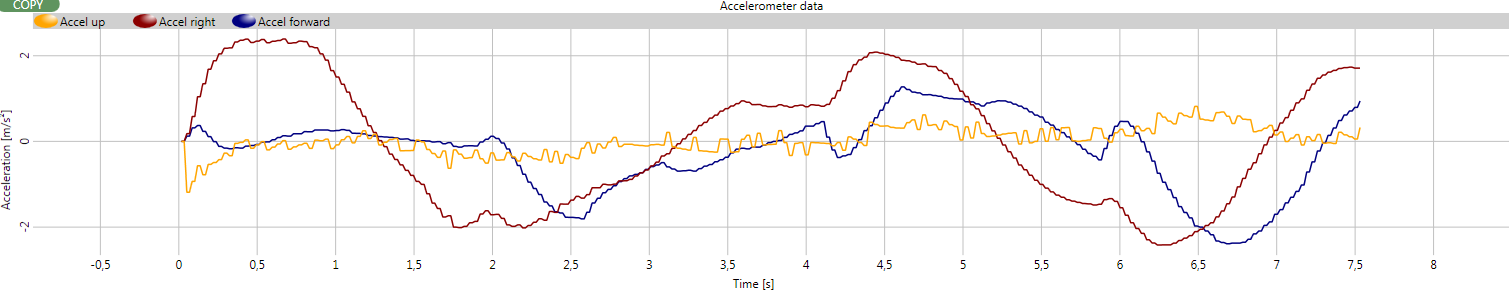 COPY
Accelerometer data
Accel up Accel right Accel forward
Acceleration [m/s²]
2
0
-2
-0,5 0 0,5 1 1,5 2 2,5 3 3,5 4 4,5 5 5,5 6 6,5 7 7,5 8
Time [s]